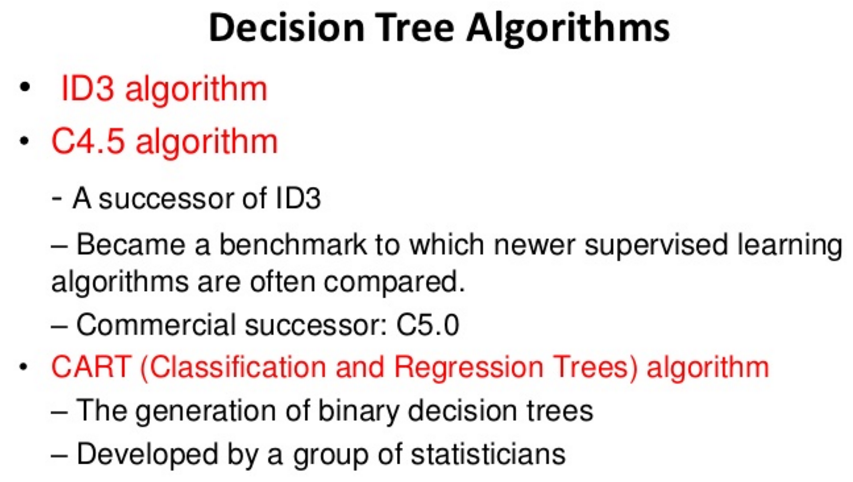 Decision Tree Algorithms
• ID3 algorithm
• C4.5 algorithm
- A successor of ID3
– Became a benchmark to which newer supervised learning
algorithms are often compared.
– Commercial successor: C5.0
• CART (Classification and Regression Trees) algorithm
– The generation of binary decision trees
– Developed by a group of statisticians